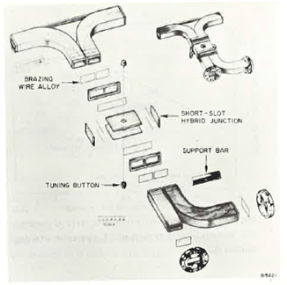 BRAZING
WIRE ALLOY
SHORT-SLOT
HYBRID JUNCTION
SUPPORT BAR
TUNING BUTTON